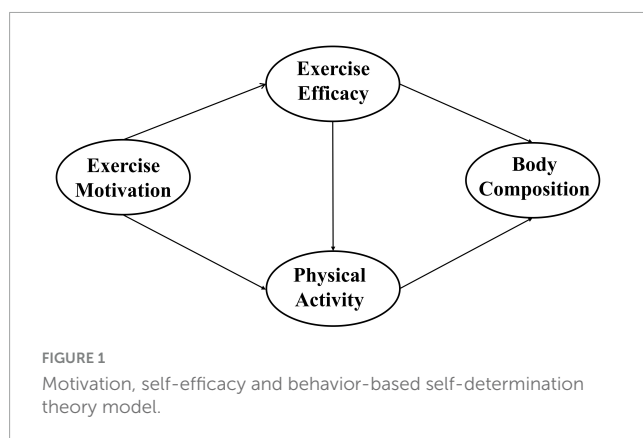 Exercise
Efficacy
Exercise
Motivation
Body
Composition
Physical
Activity
FIGURE 1
Motivation, self-efficacy and behavior-based self-determination
theory model.